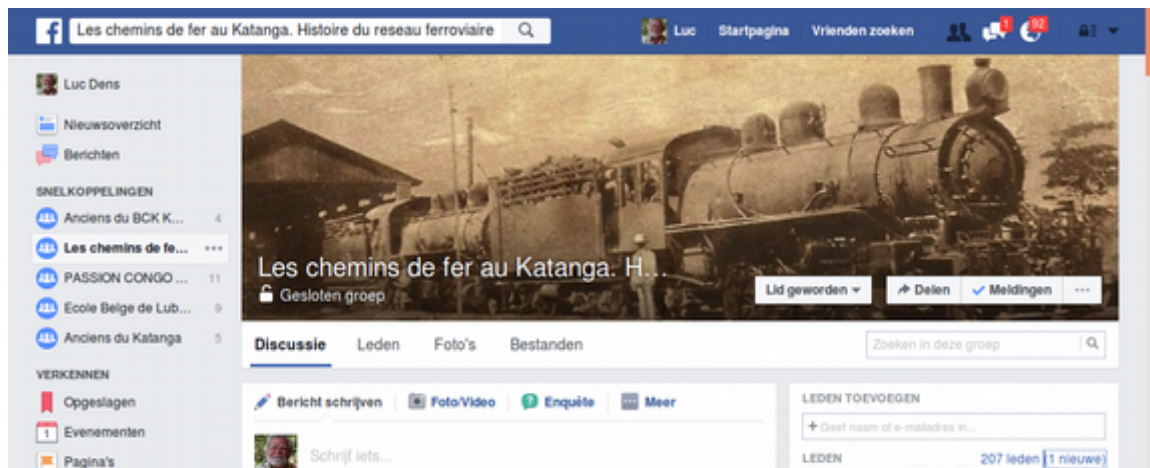 Les chemins de fer au Katanga. Histoire du reseau ferroviaire
Luc Startpagina Vrienden zoeken 1 92
Luc Dens
Nieuwsoverzicht
Berichten
SNELKOPPELINGEN
Anciens du BCK K... 4
Les chemins de fe... ...
PASSION CONGO ... 11
Ecole Belge de Lub... 9
Anciens du Katanga 5
VERKENNEN
Opgeslagen
1 Evenementen
Pagina's
Les chemins de fer au Katanga. H...
Gesloten groep
Lid geworden Delen Meldingen ...
Discussie Leden Foto's Bestanden
Zoeken in deze groep
Bericht schrijven Foto/Video Enquête Meer
Schrijf iets...
LEDEN TOEVOEGEN
+ Geef naam of e-mailadres in...
LEDEN 207 leden (1 nieuwe)